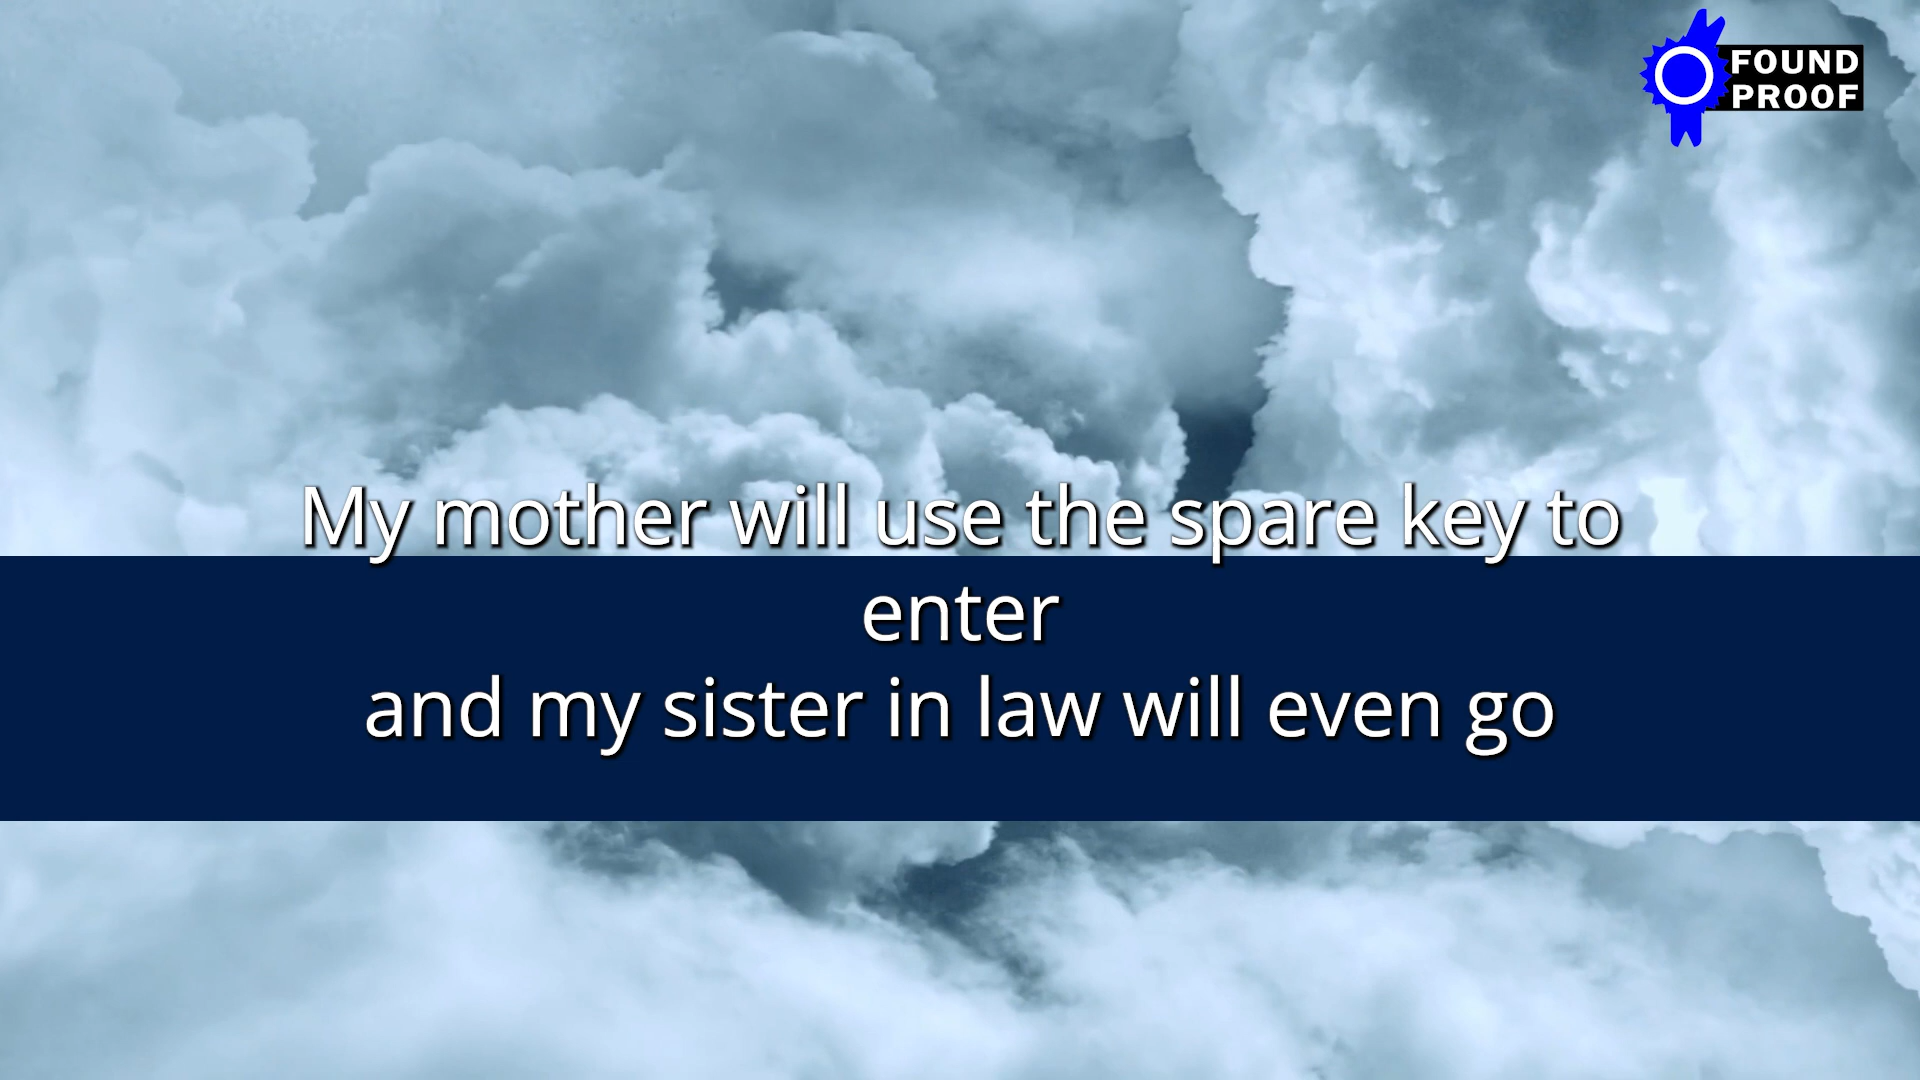 FOUND
PROOF
My mother will use the spare key to
enter
and my sister in law will even go